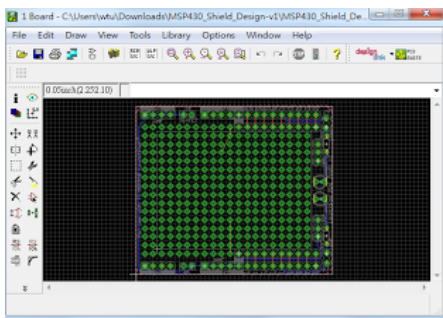 1 Board - C:\Users\wtu\Downloads\MSP430_Shield_Design-v1\MSP430_Shield_De...
File Edit Draw View Tools Library Options Window Help
0.05inch (2.252.10)